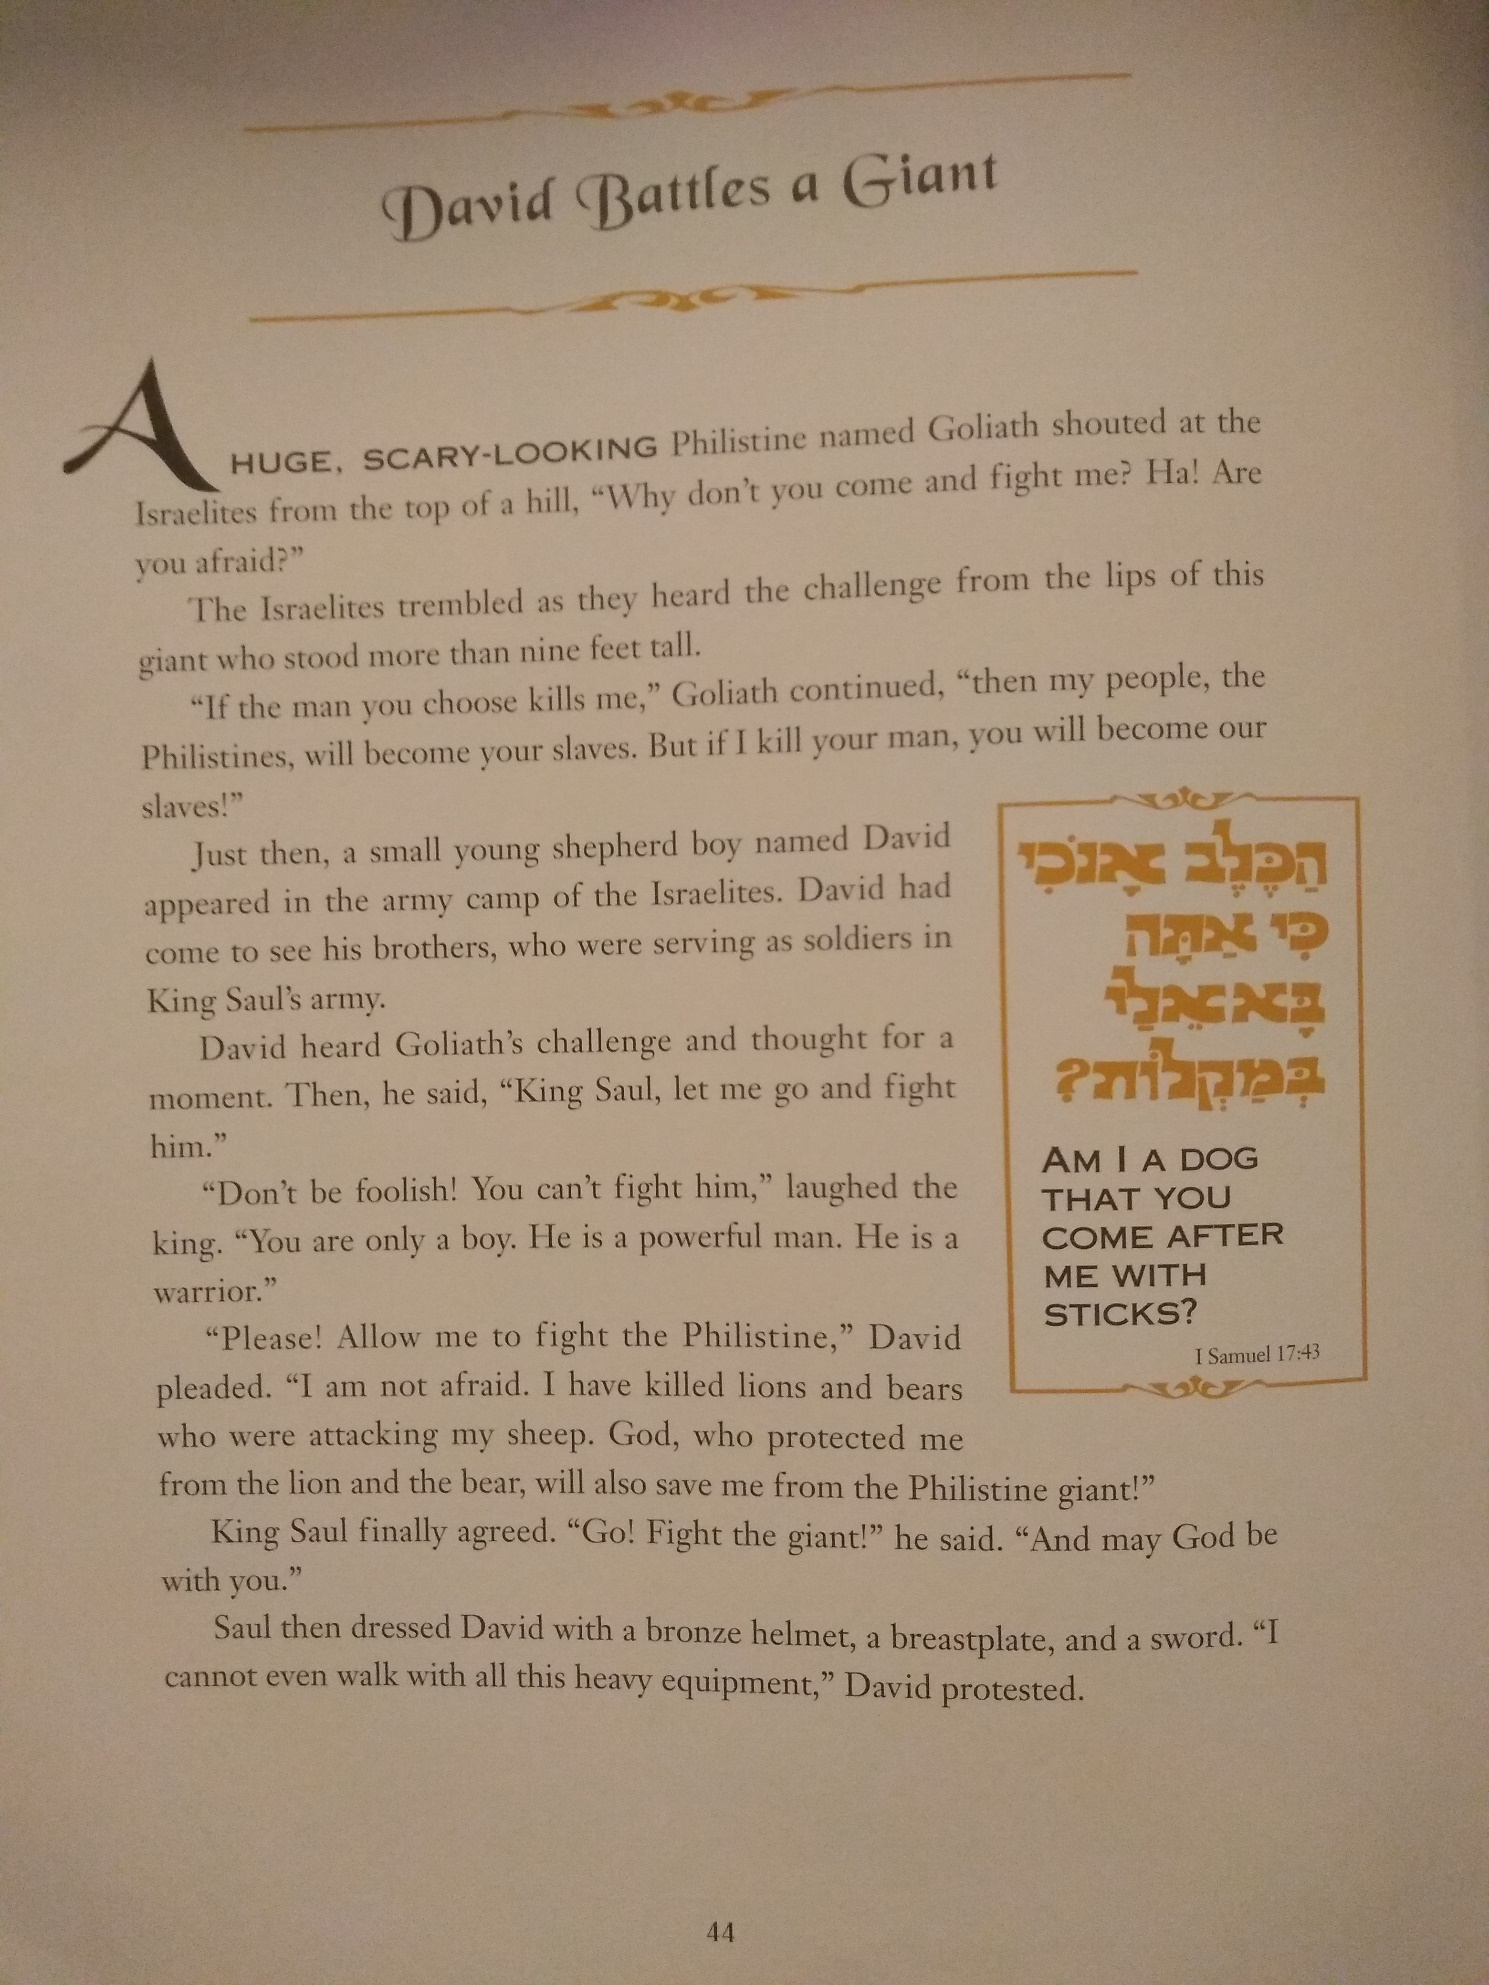 David Battles a Giant
A HUGE, SCARY-LOOKING Philistine named Goliath shouted at the
Israelites from the top of a hill, “Why don’t you come and fight me? Ha! Are
you afraid?”
The Israelites trembled as they heard the challenge from the lips of this
giant who stood more than nine feet tall.
“If the man you choose kills me,” Goliath continued, “then my people, the
Philistines, will become your slaves. But if I kill your man, you will become our
slaves!”
Just then, a small young shepherd boy named David
appeared in the army camp of the Israelites. David had
come to see his brothers, who were serving as soldiers in
King Saul’s army.
David heard Goliath’s challenge and thought for a
moment. Then, he said, “King Saul, let me go and fight
him.”
“Don’t be foolish! You can’t fight him,” laughed the
king. “You are only a boy. He is a powerful man. He is a
warrior.”
“Please! Allow me to fight the Philistine,” David
pleaded. “I am not afraid. I have killed lions and bears
who were attacking my sheep. God, who protected me
from the lion and the bear, will also save me from the Philistine giant!”
King Saul finally agreed. “Go! Fight the giant!” he said. “And may God be
with you.”
Saul then dressed David with a bronze helmet, a breastplate, and a sword. “I
cannot even walk with all this heavy equipment,” David protested.
הַכֶּלֶב אָנֹכִי
כִּי אַתָּה
בָּא אֵלַי
בְּמַקְלוֹת?
AM I A DOG
THAT YOU
COME AFTER
ME WITH
STICKS?
I Samuel 17:43
44